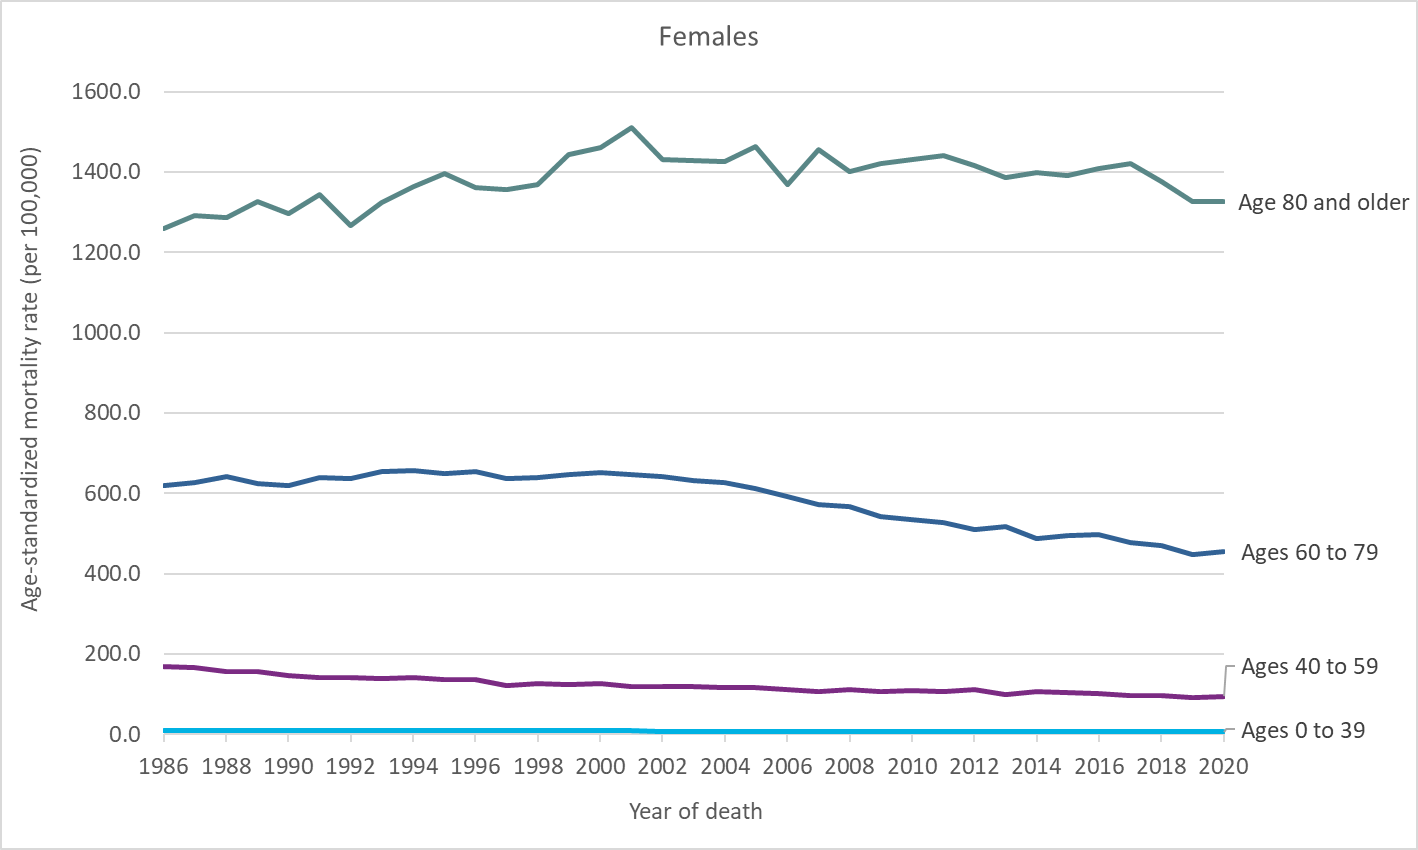 Females
Age-standardized mortality rate (per 100,000)
1600.0
1400.0
1200.0
1000.0
800.0
600.0
400.0
200.0
0.0
Age 80 and older
Ages 60 to 79
Ages 40 to 59
Ages 0 to 39
1986 1988 1990 1992 1994 1996 1998 2000 2002 2004 2006 2008 2010 2012 2014 2016 2018 2020
Year of death